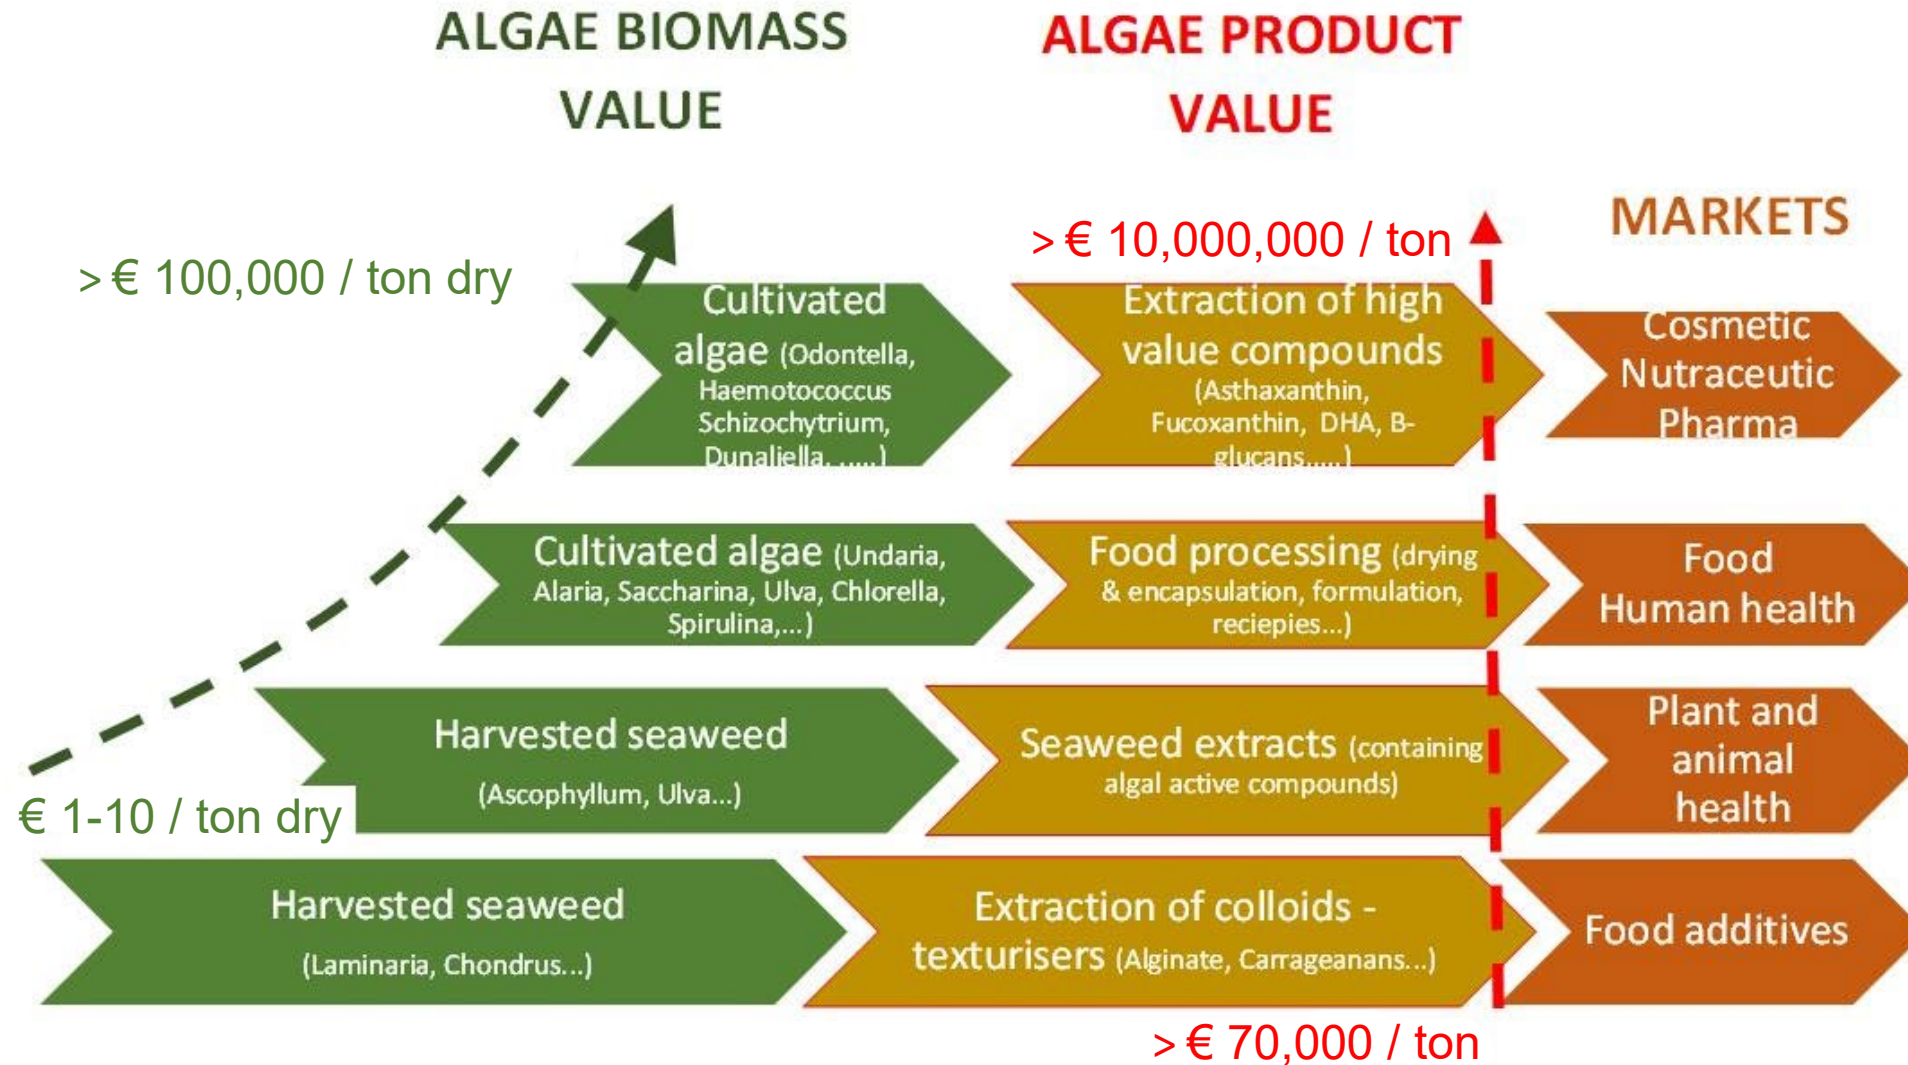 ALGAE BIOMASS
VALUE
ALGAE PRODUCT
VALUE
MARKETS
> € 100,000 / ton dry
> € 10,000,000 / ton
Cultivated
algae (Odontella,
Haemotococcus
Schizochytrium,
Dunaliella, .....)
Extraction of high
value compounds
(Asthaxanthin,
Fucoxanthin, DHA, B-
glucans.....)
Cosmetic
Nutraceutic
Pharma
Cultivated algae (Undaria,
Alaria, Saccharina, Ulva, Chlorella,
Spirulina,...)
Food processing (drying
& encapsulation, formulation,
reciepies...)
Food
Human health
Harvested seaweed
(Ascophyllum, Ulva...)
Seaweed extracts (containing
algal active compounds)
Plant and
animal
health
€ 1-10 / ton dry
Harvested seaweed
(Laminaria, Chondrus...)
Extraction of colloids -
texturisers (Alginate, Carrageanans...)
Food additives
> € 70,000 / ton